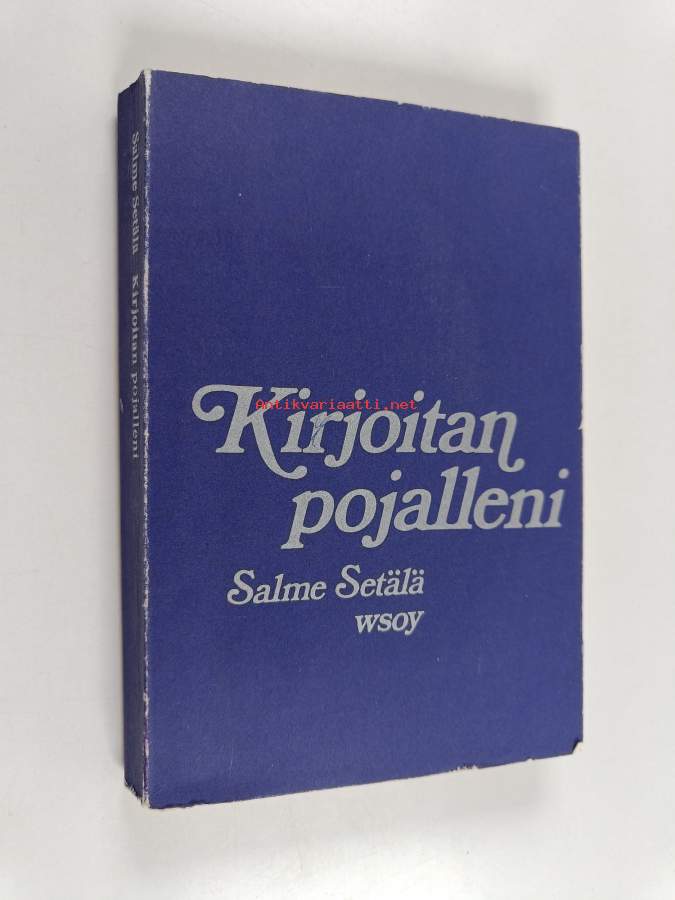 Salme Setälä Kirjoitan pojalleni
Kirjoitan
Antikvariaatti.net
pojalleni
Salme Setälä
wsoy